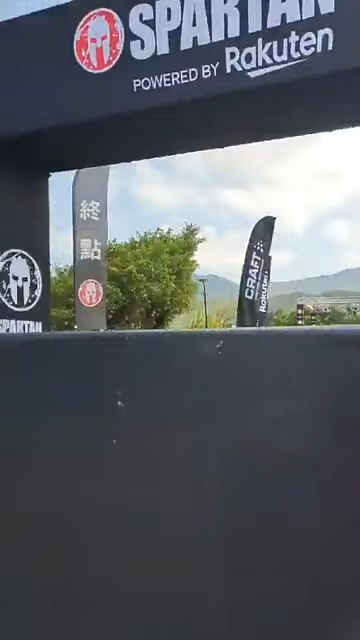 SPARTAN
POWERED BY Rakuten
終
點
CRAFT
Rakuten
SPARTAN